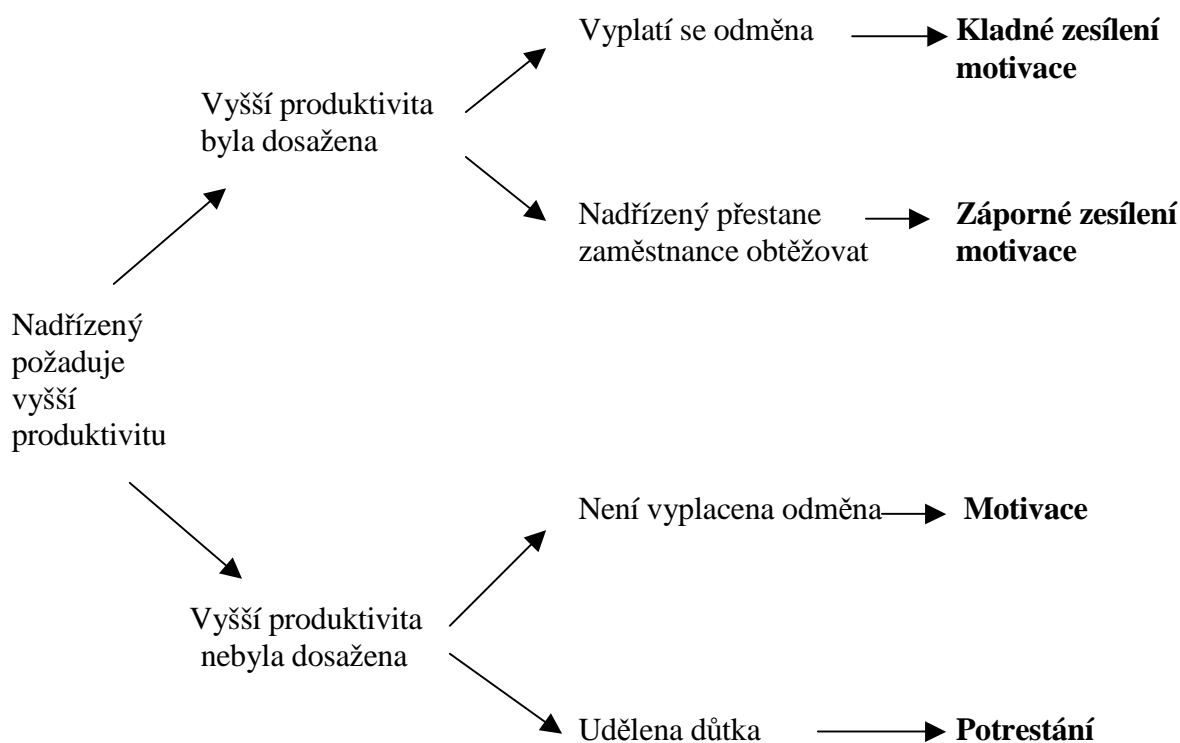 Vyplatí se odměna
Kladné zesílení
motivace
Vyšší produktivita
byla dosažena
Nadřízený přestane
zaměstnance obtěžovat
Záporné zesílení
motivace
Nadřízený
požaduje
vyšší
produktivitu
Není vyplacena odměna
Motivace
Vyšší produktivita
nebyla dosažena
Udělena důtka
Potrestání